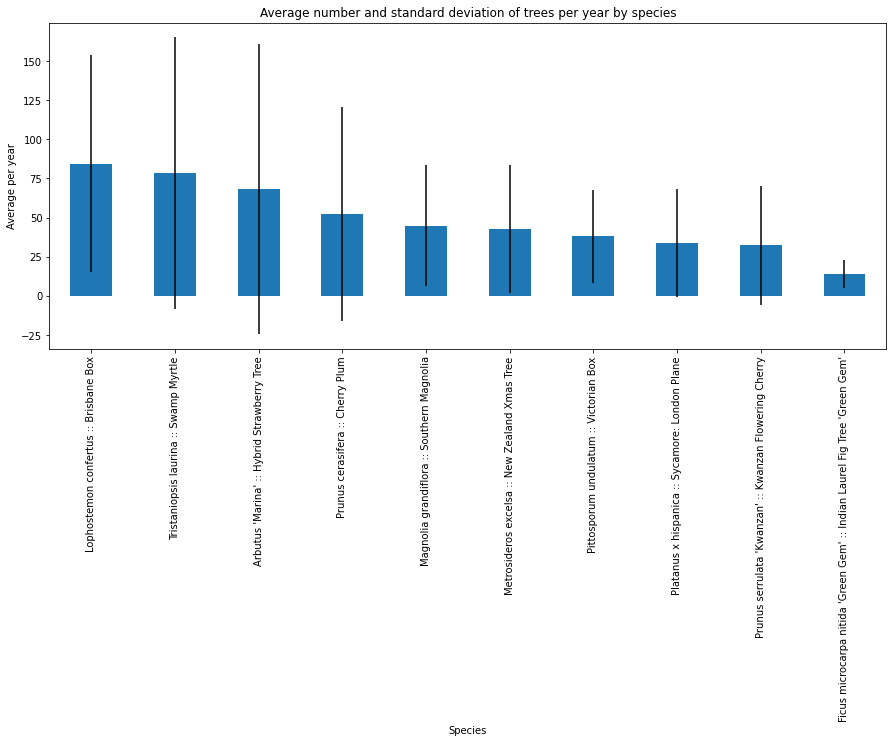 Average number and standard deviation of trees per year by species
Average per year
150
125
100
75
50
25
0
−25
Lophostemon confertus :: Brisbane Box
Tristaniopsis laurina :: Swamp Myrtle
Arbutus 'Marina' :: Hybrid Strawberry Tree
Prunus cerasifera :: Cherry Plum
Magnolia grandiflora :: Southern Magnolia
Metrosideros excelsa :: New Zealand Xmas Tree
Pittosporum undulatum :: Victorian Box
Platanus x hispanica :: Sycamore: London Plane
Prunus serrulata 'Kwanzan' :: Kwanzan Flowering Cherry
Ficus microcarpa nitida 'Green Gem' :: Indian Laurel Fig Tree 'Green Gem'
Species